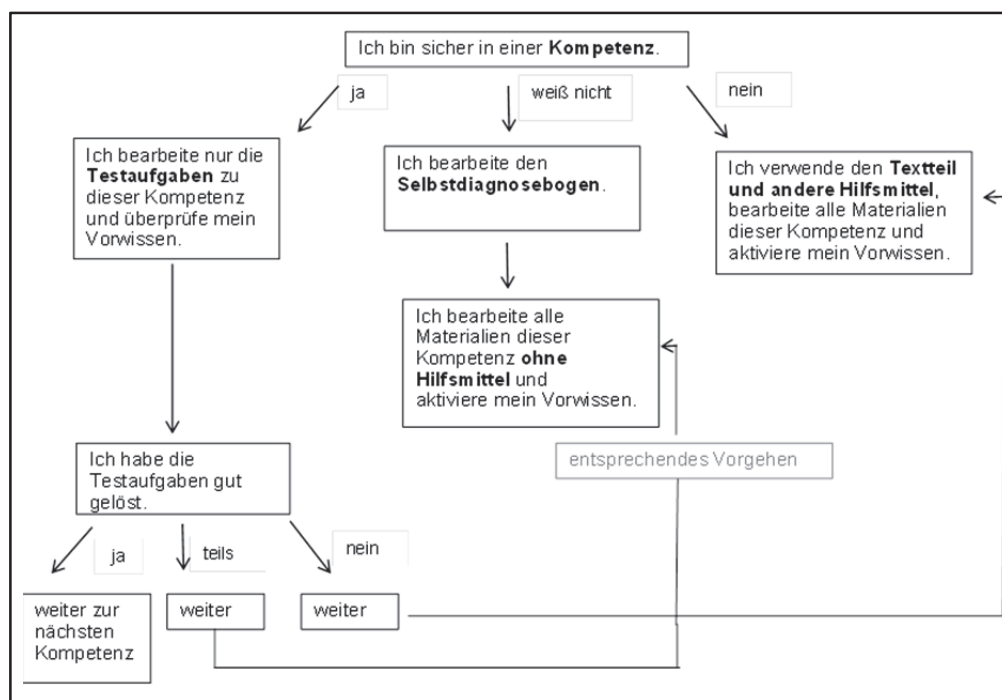 Ich bin sicher in einer Kompetenz.
ja
weiß nicht
nein
Ich bearbeite nur die
Testaufgaben zu
dieser Kompetenz
und überprüfe mein
Vorwissen.
Ich bearbeite den
Selbstdiagnosebogen.
Ich verwende den Textteil
und andere Hilfsmittel,
bearbeite alle Materialien
dieser Kompetenz und
aktiviere mein Vorwissen.
Ich bearbeite alle
Materialien dieser
Kompetenz ohne
Hilfsmittel und
aktiviere mein Vorwissen.
Ich habe die
Testaufgaben gut
gelöst.
entsprechendes Vorgehen
ja
teils
nein
weiter zur
nächsten
Kompetenz
weiter
weiter